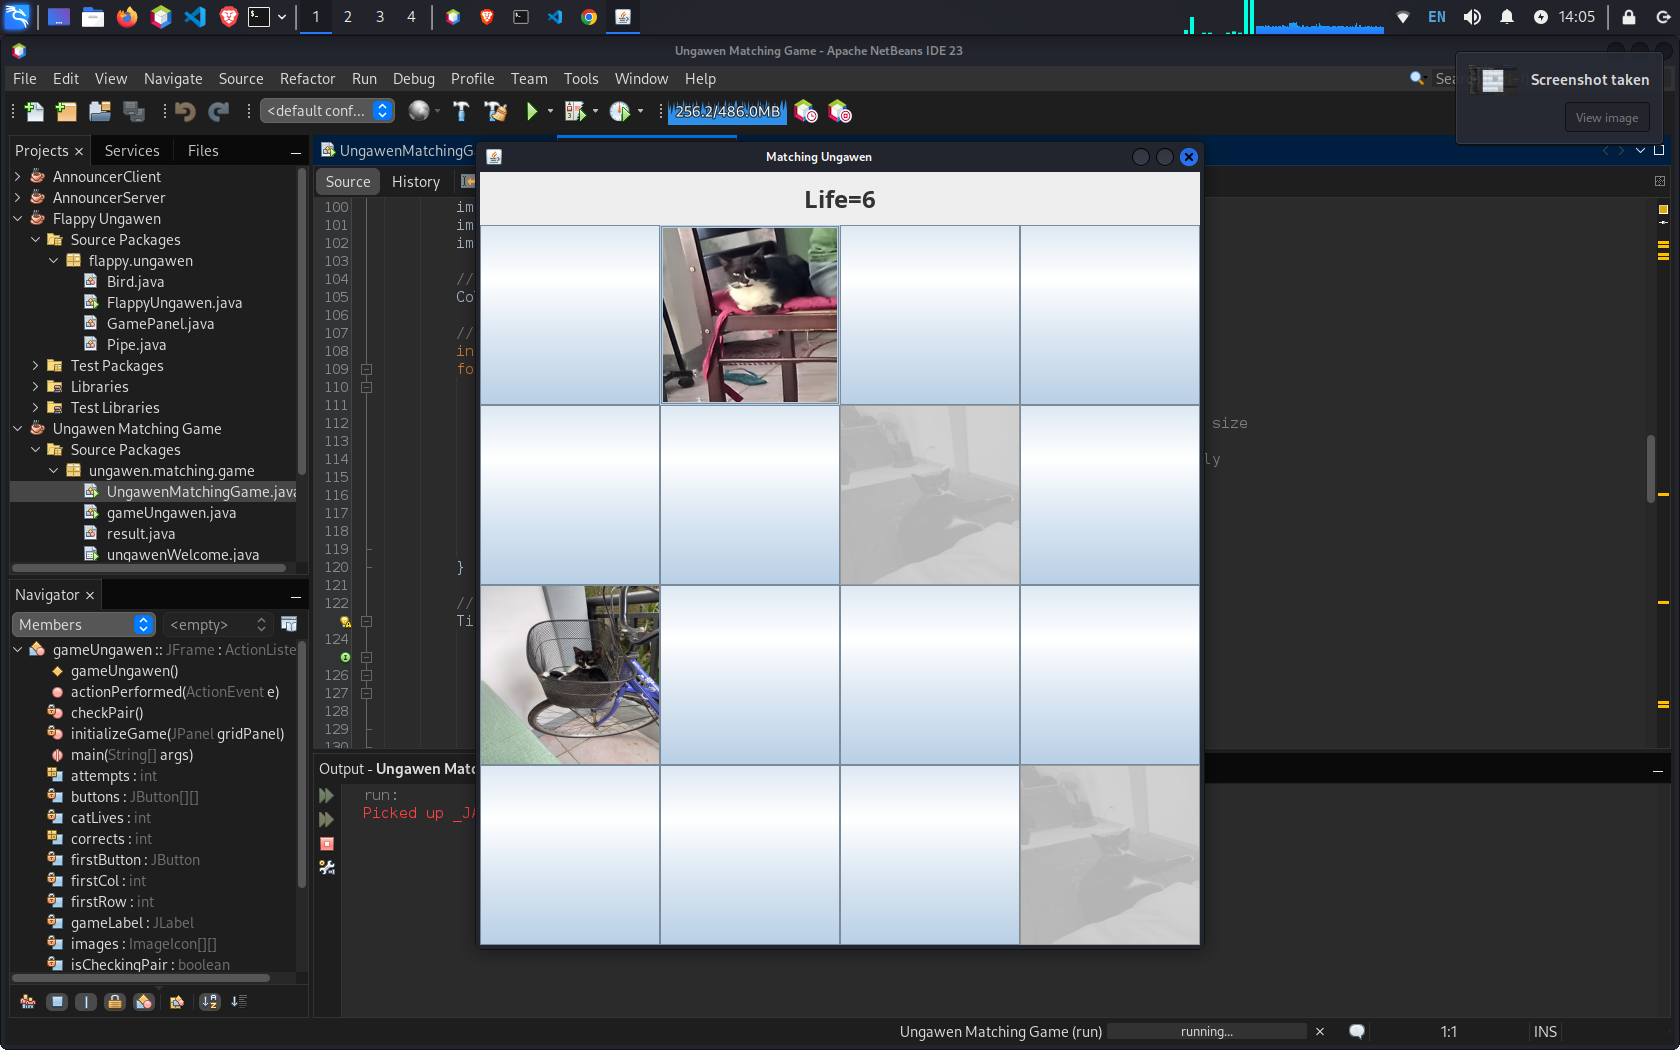 1 2 3 4
EN
14:05
Ungawen Matching Game - Apache NetBeans IDE 23
File Edit View Navigate Source Refactor Run Debug Profile Team Tools Window Help
Screenshot taken
View image
<default conf...
256.2/486.0MB
Projects Services Files
UngawenMatchingG
Matching Ungawen
Source History
Life=6
AnnouncerClient
AnnouncerServer
Flappy Ungawen
Source Packages
flappy.ungawen
Bird.java
FlappyUngawen.java
GamePanel.java
Pipe.java
Test Packages
Libraries
Test Libraries
Ungawen Matching Game
Source Packages
ungawen.matching.game
UngawenMatchingGame.java
gameUngawen.java
result.java
ungawenWelcome.java
100 im
101 im
102 im
103
104 //
105 Co
106
107 //
108 in
109 fo
110
111
112 size
113
114 ly
115
116
117
118
119
120 }
121
122 //
Ti
124
126
127
128
129
130
Navigator
Members
<empty>
gameUngawen :: JFrame : ActionListe
gameUngawen()
actionPerformed(ActionEvent e)
checkPair()
initializeGame(JPanel gridPanel)
main(String[] args)
attempts : int
buttons : JButton[][]
catLives : int
corrects : int
firstButton : JButton
firstCol : int
firstRow : int
gameLabel : JLabel
images : ImageIcon[][]
isCheckingPair : boolean
Output - Ungawen Matc
run:
Picked up _JA
Ungawen Matching Game (run)
running...
1:1
INS